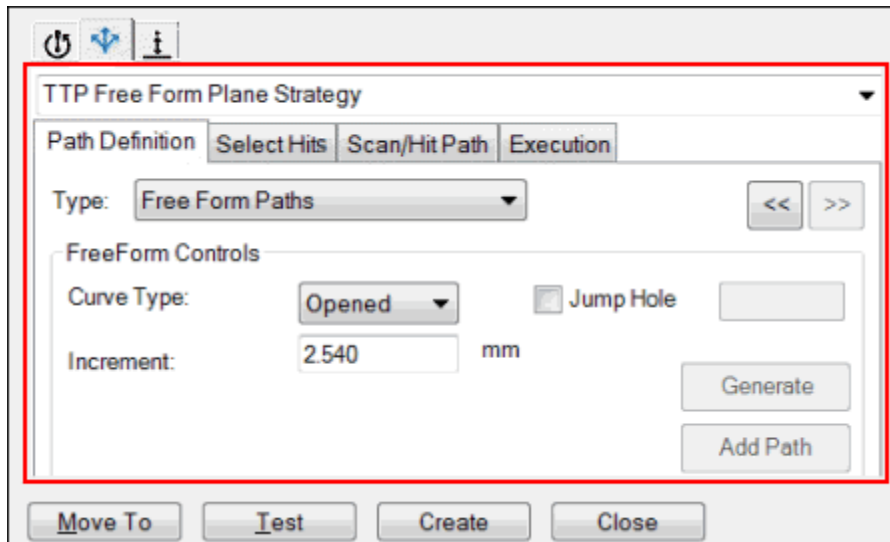 TTP Free Form Plane Strategy
Path Definition Select Hits Scan/Hit Path Execution
Type: Free Form Paths << >>
FreeForm Controls
Curve Type: Opened Jump Hole
Increment: 2.540 mm
Generate
Add Path
Move To Test Create Close